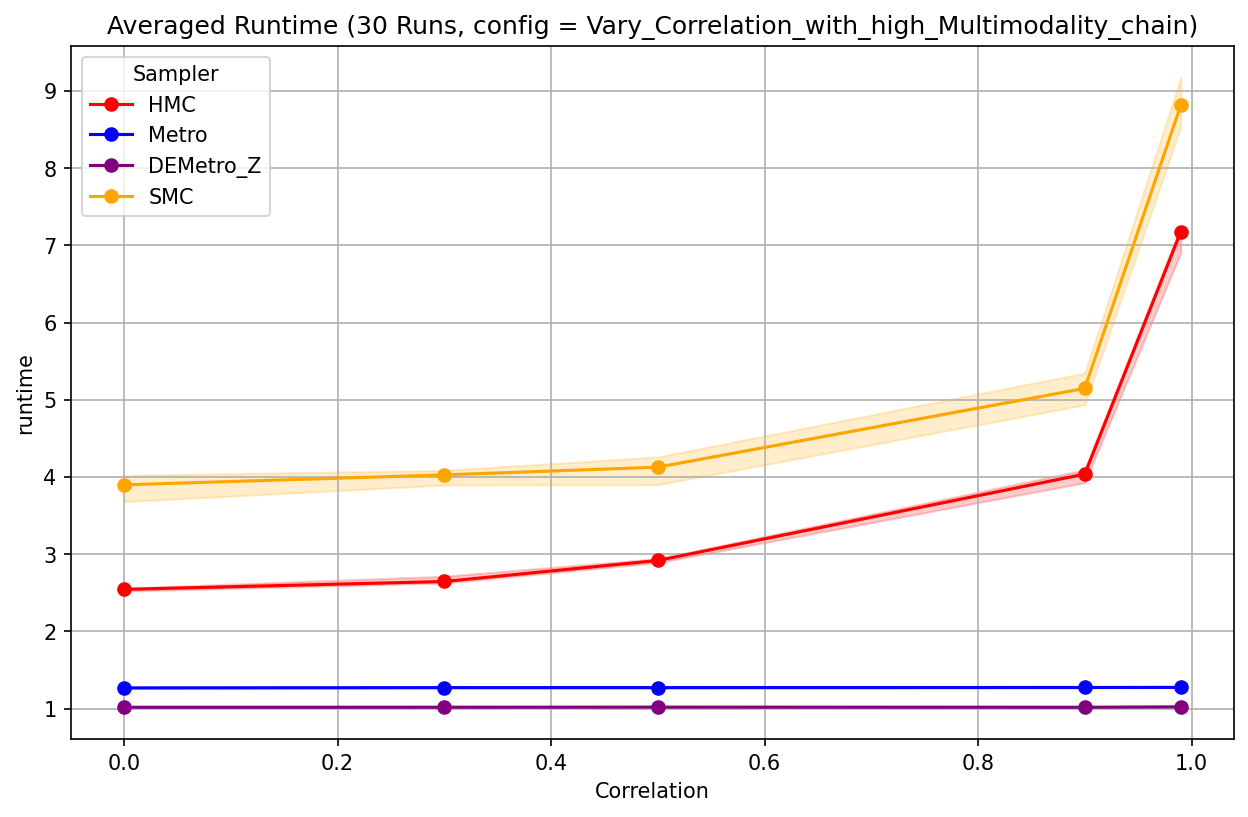 Averaged Runtime (30 Runs, config = Vary_Correlation_with_high_Multimodality_chain)
Sampler
HMC
Metro
DEMetro_Z
SMC
9
8
7
6
5
4
3
2
1
runtime
0.0 0.2 0.4 0.6 0.8 1.0
Correlation